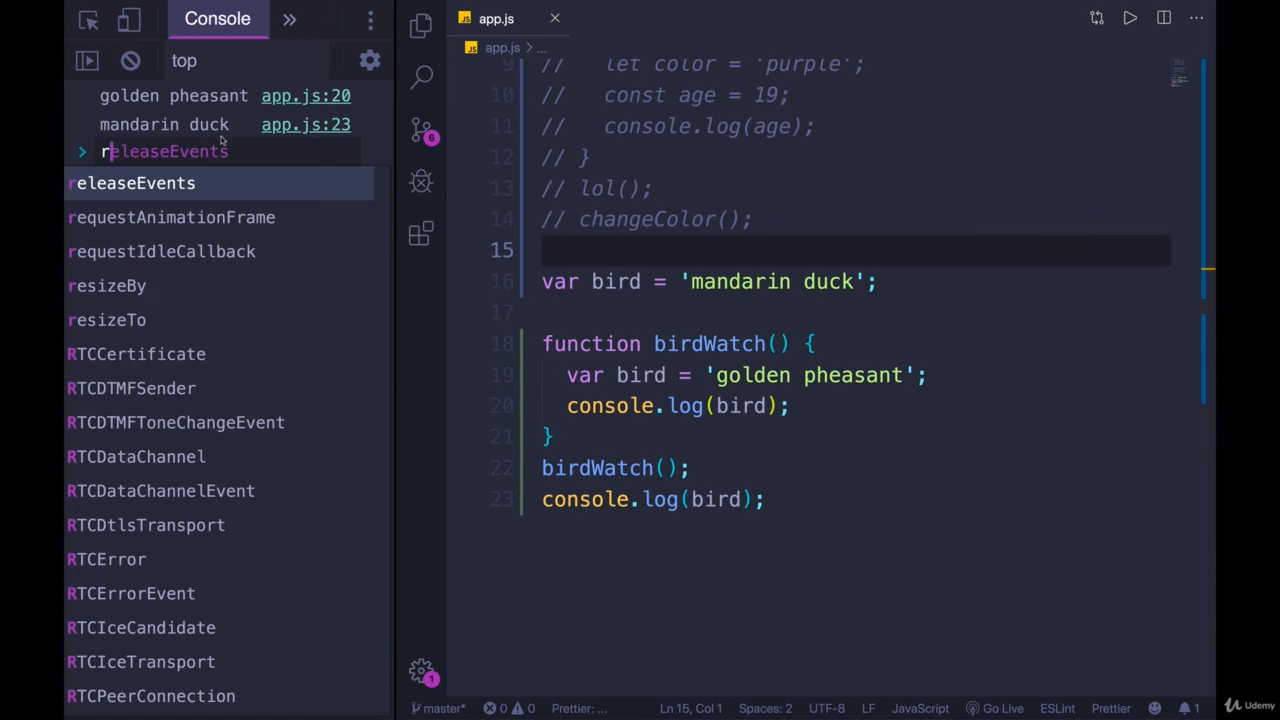 Console
top
golden pheasant app.js:20
mandarin duck app.js:23
> releaseEvents
releaseEvents
requestAnimationFrame
requestIdleCallback
resizeBy
resizeTo
RTCCertificate
RTCDTMFSender
RTCDTMFToneChangeEvent
RTCDataChannel
RTCDataChannelEvent
RTCDtlsTransport
RTCError
RTCErrorEvent
RTCIceCandidate
RTCIceTransport
RTCPeerConnection
6
1
JS app.js
JS app.js > ...
9 // let color = 'purple';
10 // const age = 19;
11 // console.log(age);
12 // }
13 // lol();
14 // changeColor();
15
16 var bird = 'mandarin duck';
17
18 function birdWatch() {
19 var bird = 'golden pheasant';
20 console.log(bird);
21 }
22 birdWatch();
23 console.log(bird);
master* 0 0 Prettier: ... Ln 15, Col 1 Spaces: 2 UTF-8 LF JavaScript Go Live ESLint Prettier 1
Udemy